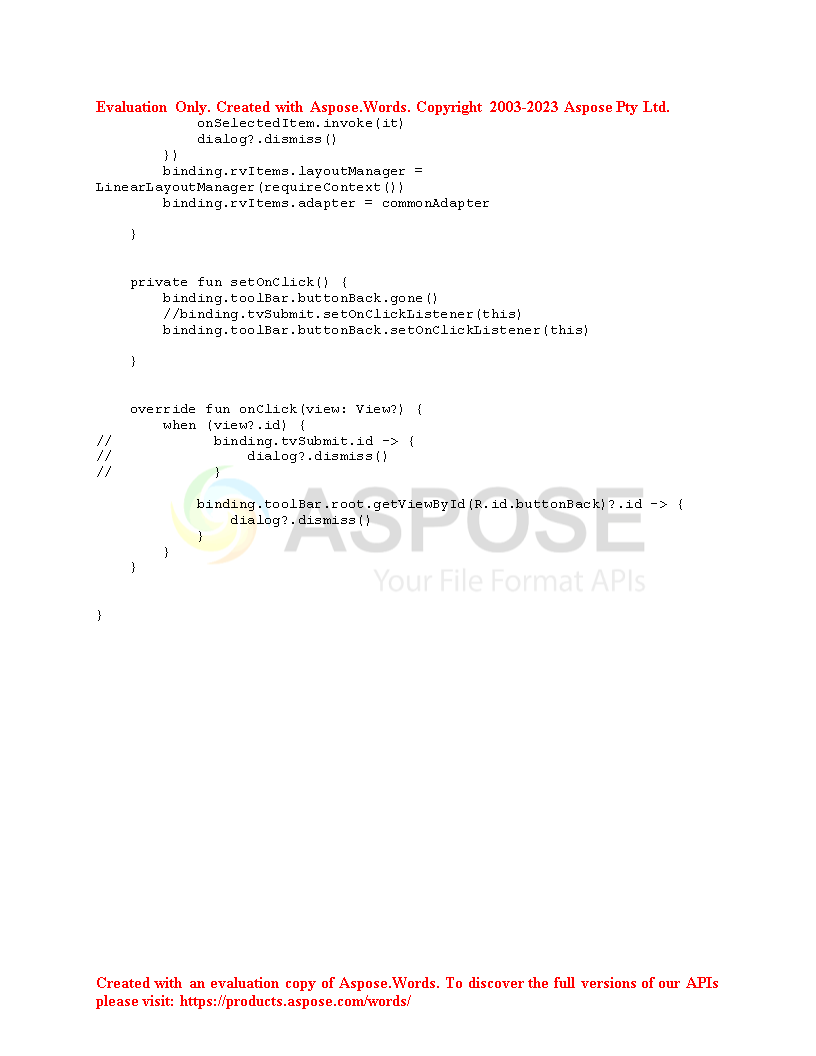 Evaluation Only. Created with Aspose.Words. Copyright 2003-2023 Aspose Pty Ltd.
            onSelectedItem.invoke(it)
            dialog?.dismiss()
        })
        binding.rvItems.layoutManager =
LinearLayoutManager(requireContext())
        binding.rvItems.adapter = commonAdapter

    }

    private fun setOnClick() {
        binding.toolBar.buttonBack.gone()
        //binding.tvSubmit.setOnClickListener(this)
        binding.toolBar.buttonBack.setOnClickListener(this)

    }

    override fun onClick(view: View?) {
        when (view?.id) {
//            binding.tvSubmit.id -> {
//                dialog?.dismiss()
//            }

            binding.toolBar.root.getViewById(R.id.buttonBack)?.id -> {
                dialog?.dismiss()
            }
        }
    }

}
ASPOSE
Your File Format APIs
Created with an evaluation copy of Aspose.Words. To discover the full versions of our APIs
please visit: https://products.aspose.com/words/